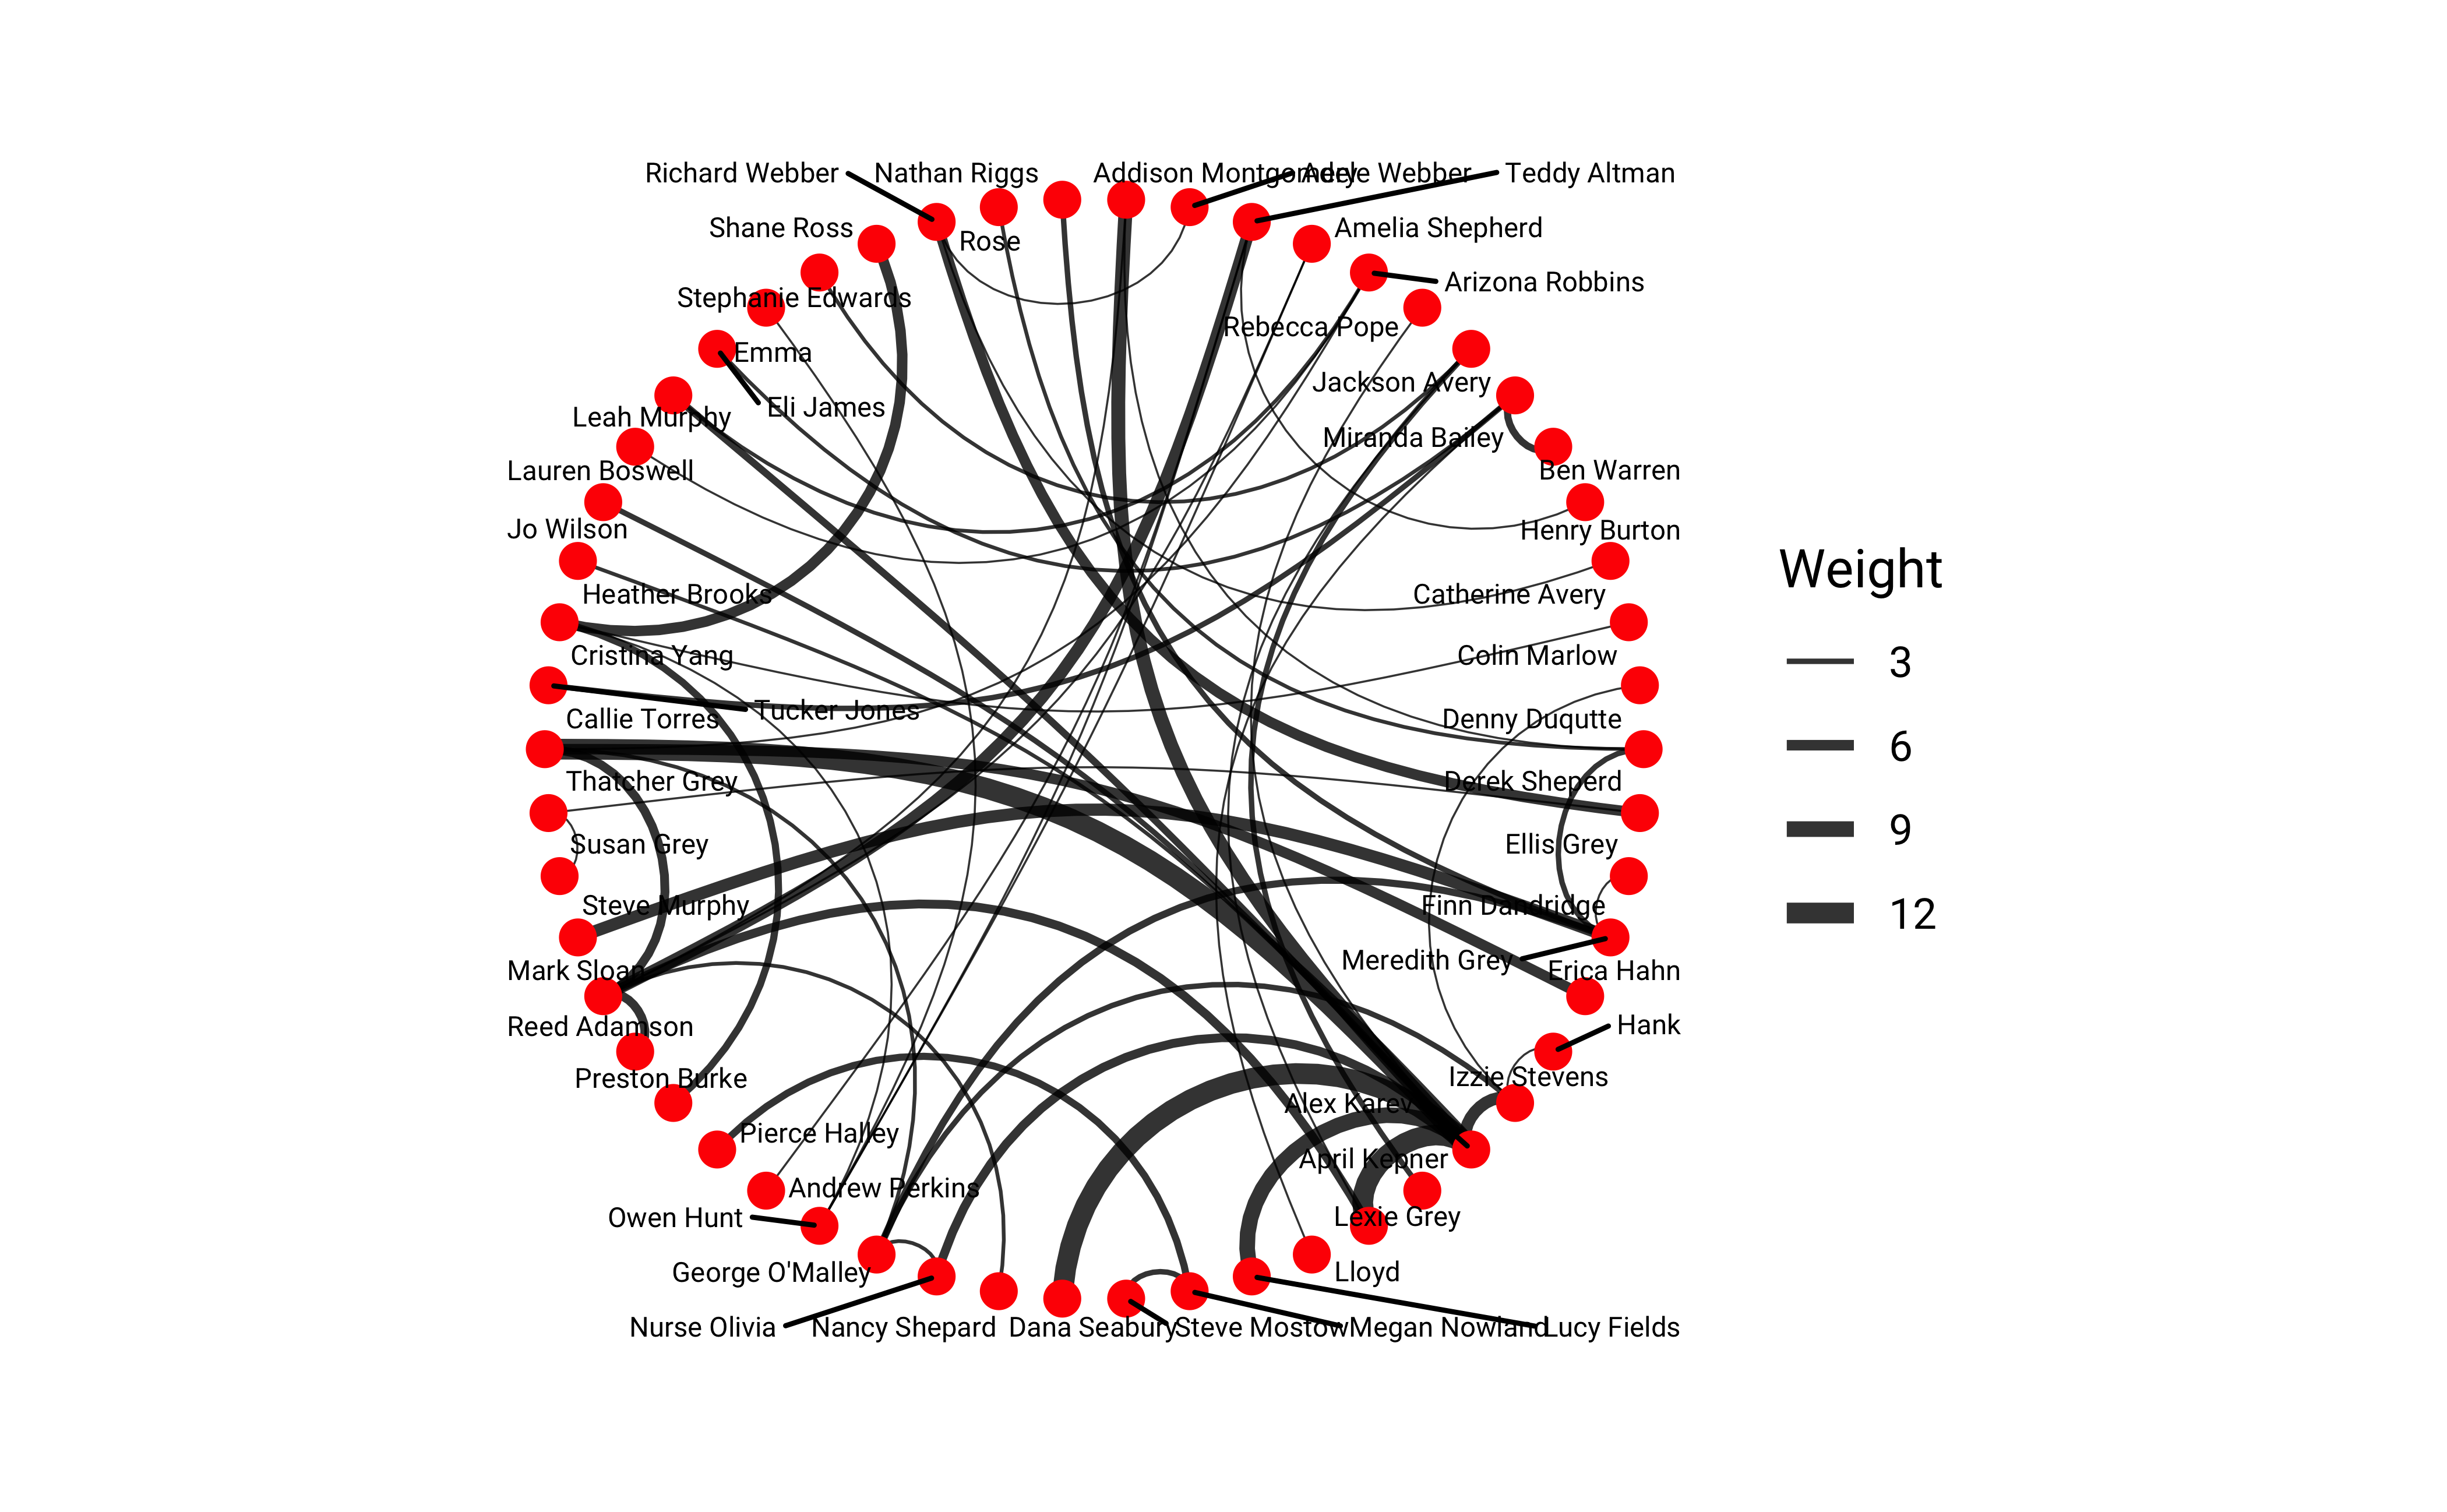 Richard Webber
Nathan Riggs
Addison Montgomery
Adele Webber
Teddy Altman
Shane Ross
Rose
Amelia Shepherd
Stephanie Edwards
Arizona Robbins
Rebecca Pope
Emma
Jackson Avery
Eli James
Leah Murphy
Miranda Bailey
Lauren Boswell
Ben Warren
Jo Wilson
Henry Burton
Heather Brooks
Catherine Avery
Cristina Yang
Colin Marlow
Tucker Jones
Callie Torres
Denny Duqutte
Thatcher Grey
Derek Sheperd
Susan Grey
Ellis Grey
Steve Murphy
Finn Dandridge
Meredith Grey
Mark Sloan
Erica Hahn
Reed Adamson
Hank
Preston Burke
Izzie Stevens
Alex Karev
Pierce Halley
April Kepner
Andrew Perkins
Owen Hunt
Lexie Grey
George O'Malley
Lloyd
Nurse Olivia
Nancy Shepard
Dana Seabury
Steve Mostow
Megan Nowland
Lucy Fields
Weight
3
6
9
12